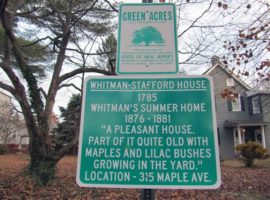 GREEN ACRES
STATE OF NEW JERSEY
WHITMAN-STAFFORD HOUSE
1785
WHITMAN'S SUMMER HOME
1876 - 1881
"A PLEASANT HOUSE,
PART OF IT QUITE OLD WITH
MAPLES AND LILAC BUSHES
GROWING IN THE YARD."
LOCATION - 315 MAPLE AVE.